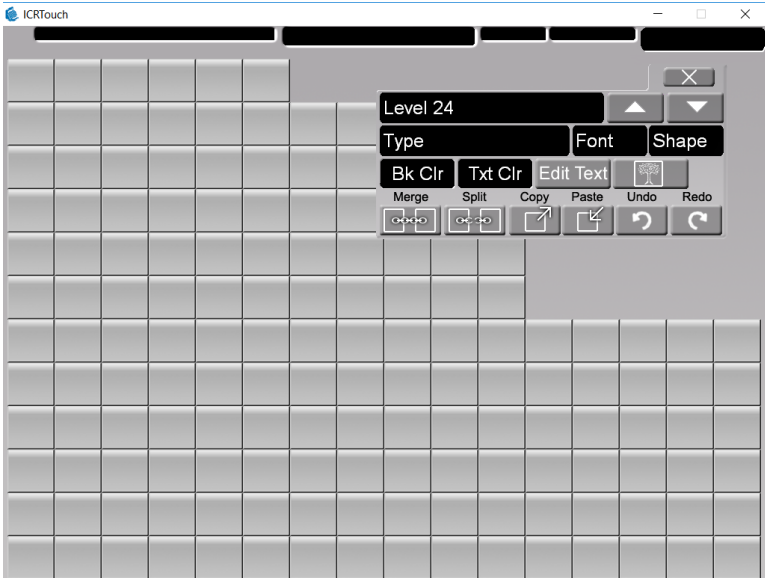 ICRTouch
Level 24
Type Font Shape
Bk Clr Txt Clr Edit Text
Merge Split Copy Paste Undo Redo